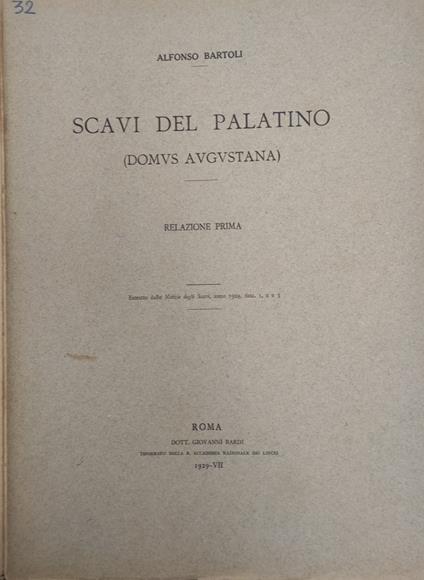 32
ALFONSO BARTOLI
SCAVI DEL PALATINO
(DOMVS AVGVSTANA)
RELAZIONE PRIMA
Estratto dalle Notizie degli Scavi, anno 1929, fasc. 1, 2 e 3
ROMA
DOTT. GIOVANNI BARDI
TIPOGRAFO DELLA R. ACCADEMIA NAZIONALE DEI LINCEI
1929-VII